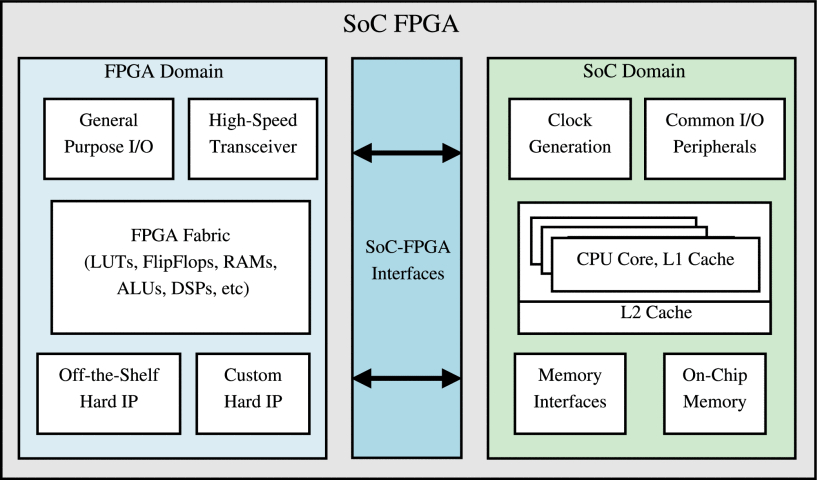 SoC FPGA
FPGA Domain
General
Purpose I/O
High-Speed
Transceiver
FPGA Fabric
(LUTs, FlipFlops, RAMs,
ALUs, DSPs, etc)
Off-the-Shelf
Hard IP
Custom
Hard IP
SoC-FPGA
Interfaces
SoC Domain
Clock
Generation
Common I/O
Peripherals
CPU Core, L1 Cache
L2 Cache
Memory
Interfaces
On-Chip
Memory